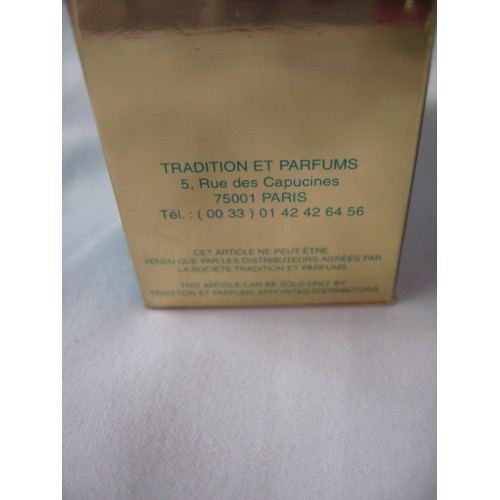 TRADITION ET PARFUMS
5, Rue des Capucines
75001 PARIS
Tél. : ( 00 33 ) 01 42 42 64 56
CET ARTICLE NE PEUT ÊTRE
VENDU QUE PAR LES DISTRIBUTEURS AGRÉÉS PAR
LA SOCIETE TRADITION ET PARFUMS
THIS ARTICLE CAN BE SOLD ONLY BY
TRADITION ET PARFUMS APPOINTED DISTRIBUTORS